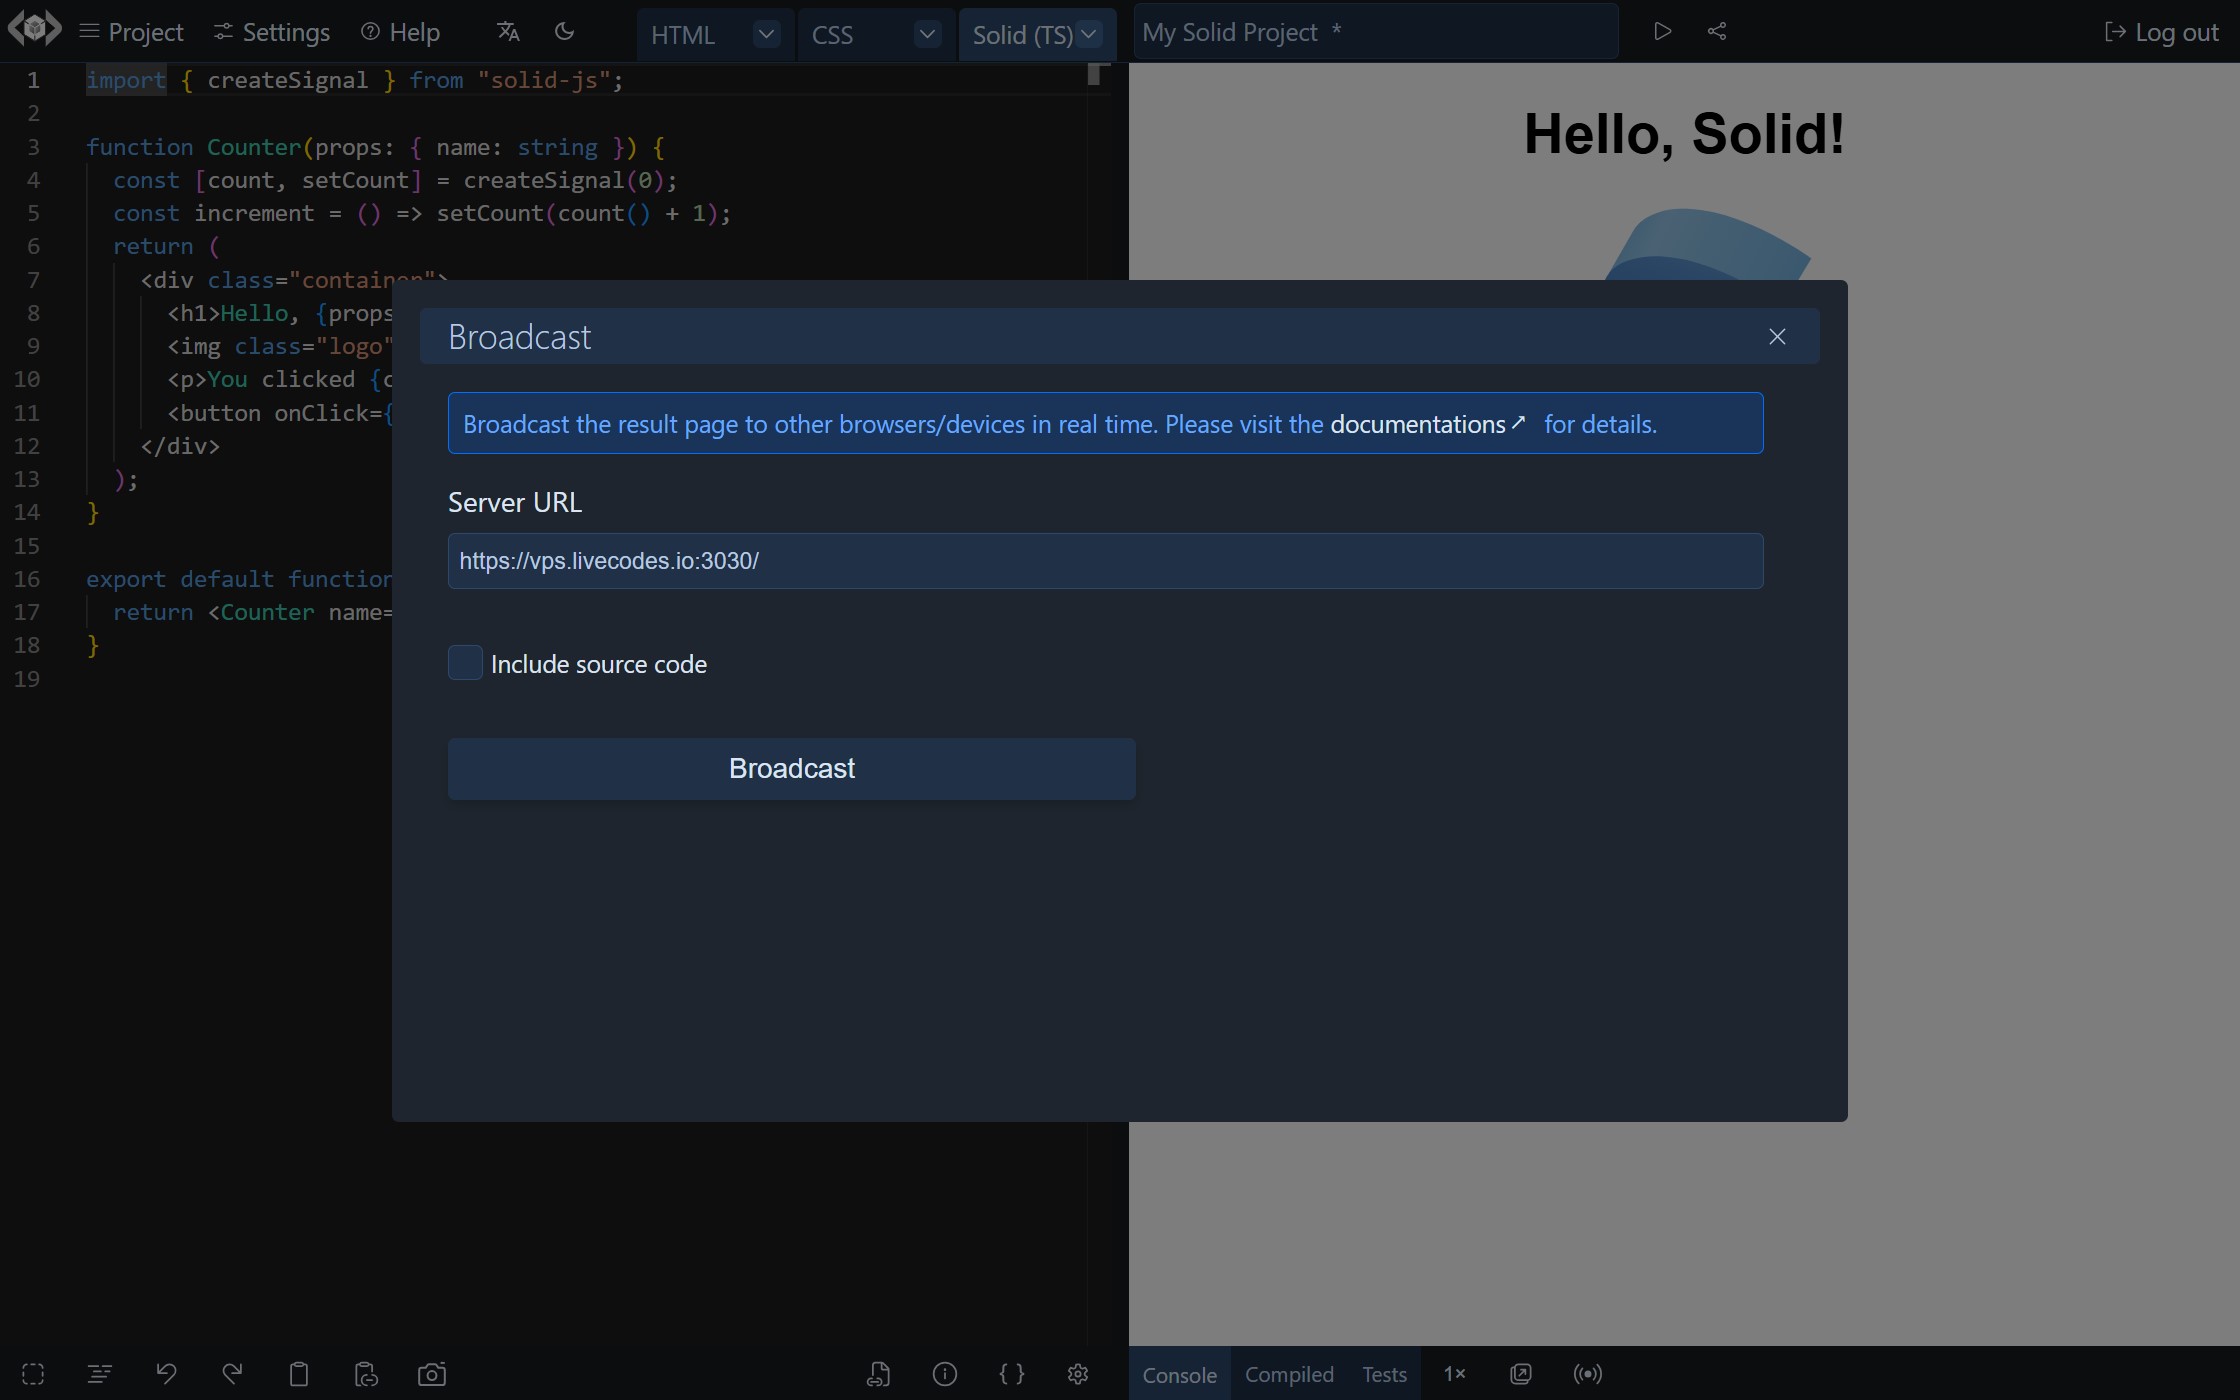 Project Settings Help HTML CSS Solid (TS) My Solid Project * Log out
1 import { createSignal } from "solid-js";
2
3 function Counter(props: { name: string }) {
4 const [count, setCount] = createSignal(0);
5 const increment = () => setCount(count() + 1);
6 return (
7 <div class="container">
8 <h1>Hello, {props
9 <img class="logo"
10 <p>You clicked {c
11 <button onClick={
12 </div>
13 );
14 }
15
16 export default function
17 return <Counter name=
18 }
19
Hello, Solid!
Broadcast
Broadcast the result page to other browsers/devices in real time. Please visit the documentations↗ for details.
Server URL
https://vps.livecodes.io:3030/
Include source code
Broadcast
Console Compiled Tests 1×